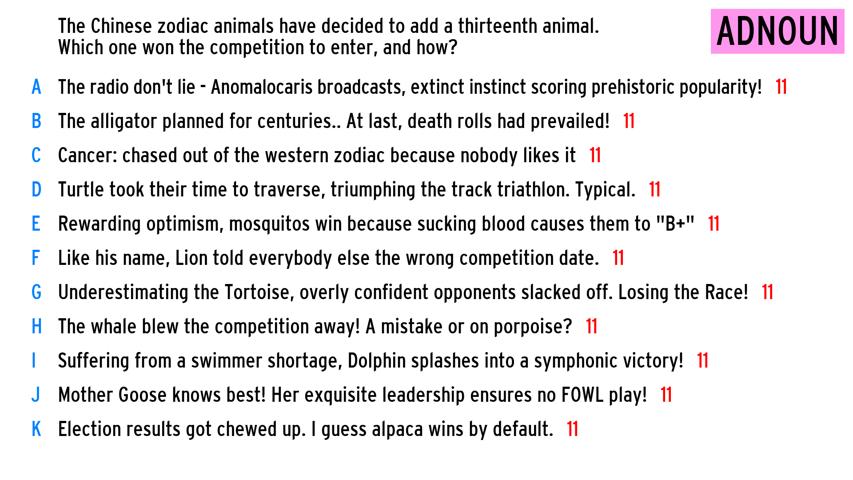 The Chinese zodiac animals have decided to add a thirteenth animal.
Which one won the competition to enter, and how?
ADNOUN
A The radio don't lie - Anomalocaris broadcasts, extinct instinct scoring prehistoric popularity! 11
B The alligator planned for centuries.. At last, death rolls had prevailed! 11
C Cancer: chased out of the western zodiac because nobody likes it 11
D Turtle took their time to traverse, triumphing the track triathlon. Typical. 11
E Rewarding optimism, mosquitos win because sucking blood causes them to "B+" 11
F Like his name, Lion told everybody else the wrong competition date. 11
G Underestimating the Tortoise, overly confident opponents slacked off. Losing the Race! 11
H The whale blew the competition away! A mistake or on porpoise? 11
I Suffering from a swimmer shortage, Dolphin splashes into a symphonic victory! 11
J Mother Goose knows best! Her exquisite leadership ensures no FOWL play! 11
K Election results got chewed up. I guess alpaca wins by default. 11